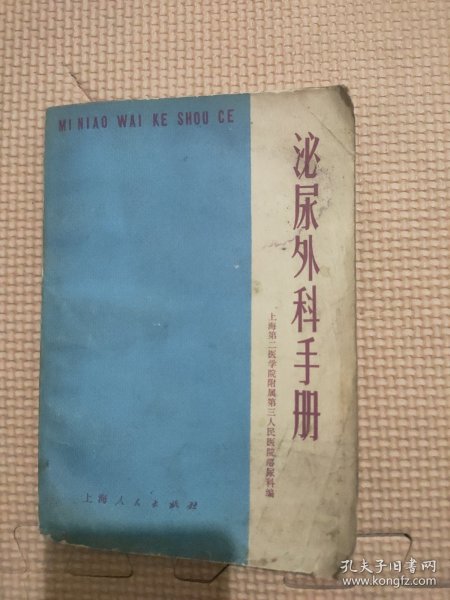 MI NIAO WAI KE SHOU CE
泌尿外科手册
上海第二医学院附属第三人民医院泌尿科编
上海人民出版社
孔夫子旧书网
www.kongfz.com